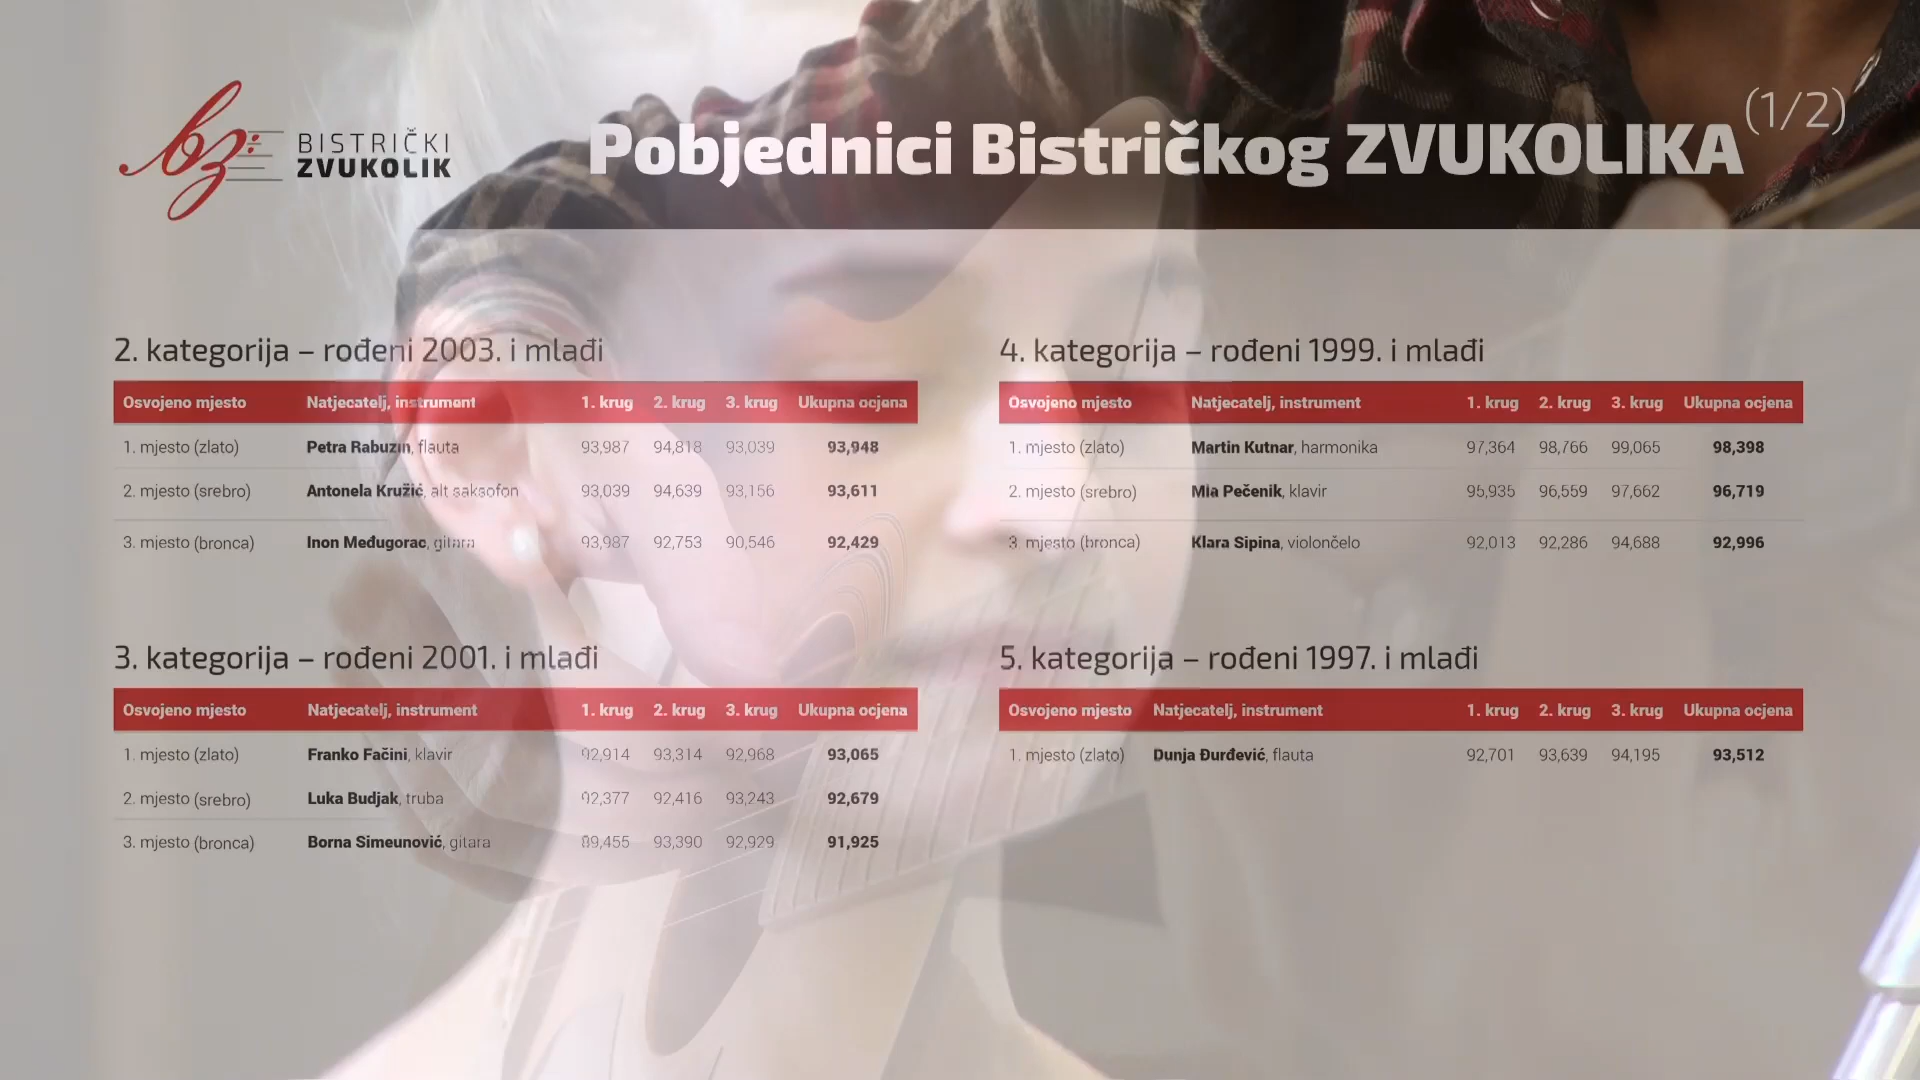 BISTRIČKI
ZVUKOLIK
Pobjednici Bistričkog ZVUKOLIKA (1/2)
2. kategorija – rođeni 2003. i mlađi
Osvojeno mjesto Natjecatelj, instrument 1. krug 2. krug 3. krug Ukupna ocjena
1. mjesto (zlato) Petra Rabuzin, flauta 93,987 94,818 93,039 93,948
2. mjesto (srebro) Antonela Kružić, alt saksofon 93,039 94,639 93,156 93,611
3. mjesto (bronca) Inon Međugorac, gitara 93,987 92,753 90,546 92,429
3. kategorija – rođeni 2001. i mlađi
Osvojeno mjesto Natjecatelj, instrument 1. krug 2. krug 3. krug Ukupna ocjena
1. mjesto (zlato) Franko Fačini, klavir 92,914 93,314 92,968 93,065
2. mjesto (srebro) Luka Budjak, truba 92,377 92,416 93,243 92,679
3. mjesto (bronca) Borna Simeunović, gitara 89,455 93,390 92,929 91,925
4. kategorija – rođeni 1999. i mlađi
Osvojeno mjesto Natjecatelj, instrument 1. krug 2. krug 3. krug Ukupna ocjena
1. mjesto (zlato) Martin Kutnar, harmonika 97,364 98,766 99,065 98,398
2. mjesto (srebro) Mia Pečenik, klavir 95,935 96,559 97,662 96,719
3. mjesto (bronca) Klara Sipina, violončelo 92,013 92,286 94,688 92,996
5. kategorija – rođeni 1997. i mlađi
Osvojeno mjesto Natjecatelj, instrument 1. krug 2. krug 3. krug Ukupna ocjena
1. mjesto (zlato) Dunja Đurđević, flauta 92,701 93,639 94,195 93,512